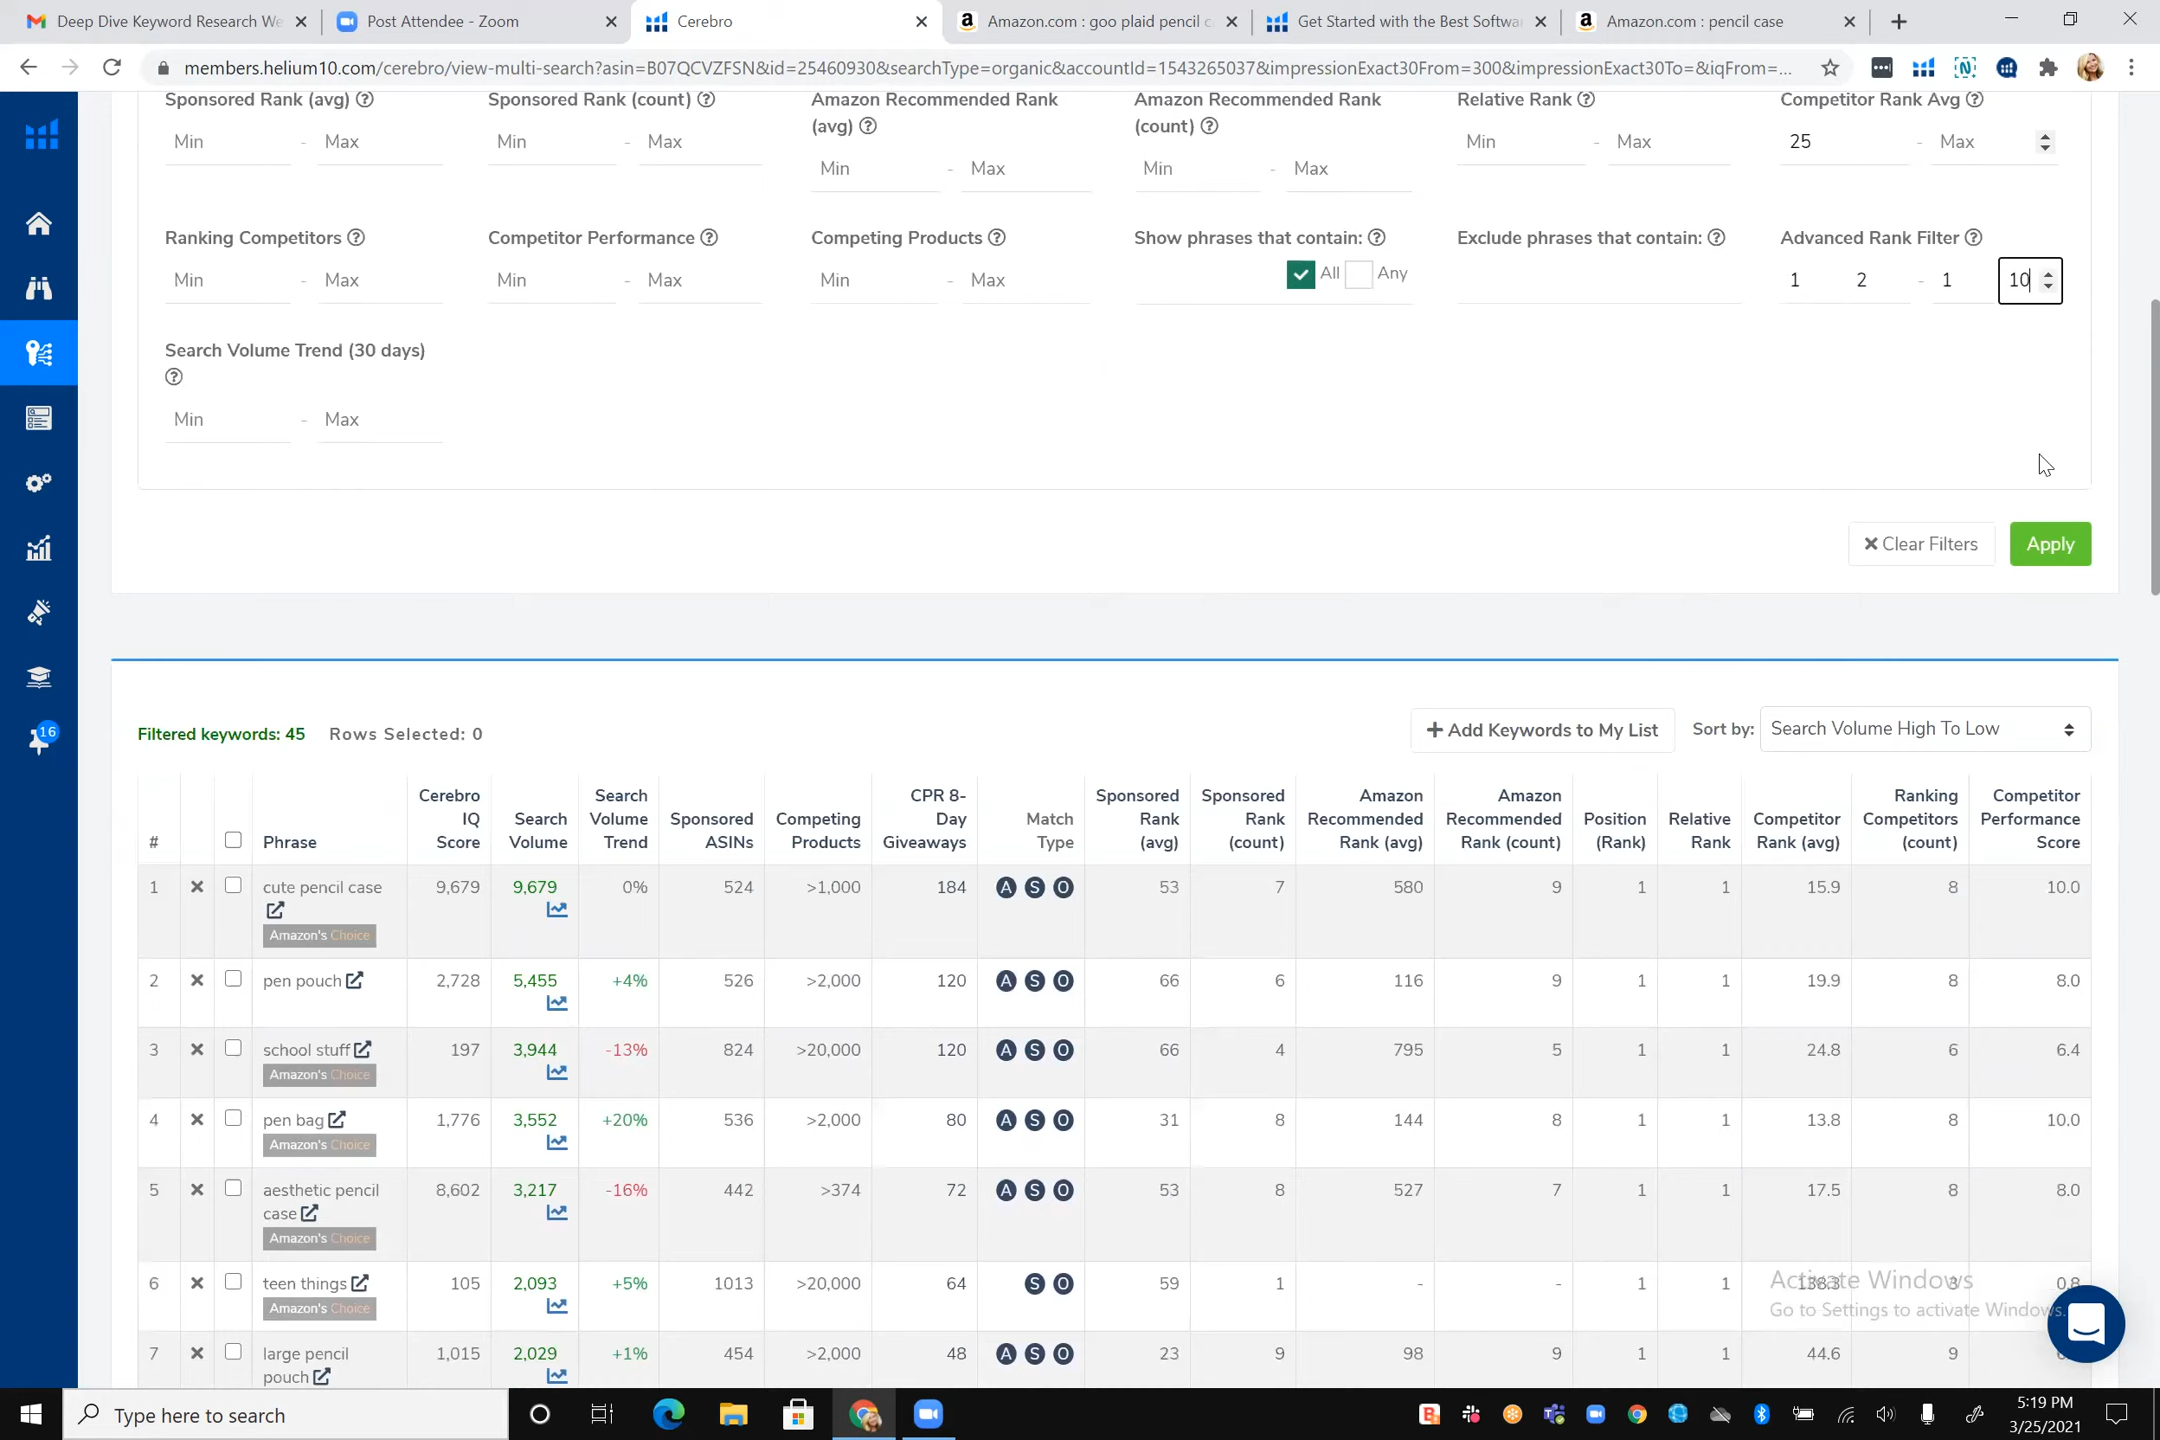 Deep Dive Keyword Research We
Post Attendee - Zoom
Cerebro
Amazon.com : goo plaid pencil c
Get Started with the Best Softwa
Amazon.com : pencil case
members.helium10.com/cerebro/view-multi-search?asin=B07QCVZFSN&id=25460930&searchType=organic&accountId=1543265037&impressionExact30From=300&impressionExact30To=&iqFrom=...
Sponsored Rank (avg)
Sponsored Rank (count)
Amazon Recommended Rank (avg)
Amazon Recommended Rank (count)
Relative Rank
Competitor Rank Avg
Min - Max
Min - Max
Min - Max
Min - Max
Min - Max
25 - Max
Ranking Competitors
Competitor Performance
Competing Products
Show phrases that contain:
Exclude phrases that contain:
Advanced Rank Filter
Min - Max
Min - Max
Min - Max
All Any
1 2 - 1 10
Search Volume Trend (30 days)
Min - Max
Clear Filters
Apply
Filtered keywords: 45 Rows Selected: 0
+ Add Keywords to My List
Sort by: Search Volume High To Low
# Phrase Cerebro IQ Score Search Volume Search Volume Trend Sponsored ASINs Competing Products CPR 8-Day Giveaways Match Type Sponsored Rank (avg) Sponsored Rank (count) Amazon Recommended Rank (avg) Amazon Recommended Rank (count) Position (Rank) Relative Rank Competitor Rank (avg) Ranking Competitors (count) Competitor Performance Score
1 cute pencil case 9,679 9,679 0% 524 >1,000 184 A S O 53 7 580 9 1 1 15.9 8 10.0
Amazon's Choice
2 pen pouch 2,728 5,455 +4% 526 >2,000 120 A S O 66 6 116 9 1 1 19.9 8 8.0
3 school stuff 197 3,944 -13% 824 >20,000 120 A S O 66 4 795 5 1 1 24.8 6 6.4
Amazon's Choice
4 pen bag 1,776 3,552 +20% 536 >2,000 80 A S O 31 8 144 8 1 1 13.8 8 10.0
Amazon's Choice
5 aesthetic pencil case 8,602 3,217 -16% 442 >374 72 A S O 53 8 527 7 1 1 17.5 8 8.0
Amazon's Choice
6 teen things 105 2,093 +5% 1013 >20,000 64 S O 59 1 - - 1 1 138.3 3 0.8
Amazon's Choice
7 large pencil pouch 1,015 2,029 +1% 454 >2,000 48 A S O 23 9 98 9 1 1 44.6 9
Activate Windows
Go to Settings to activate Windows.
16
Type here to search
5:19 PM
3/25/2021